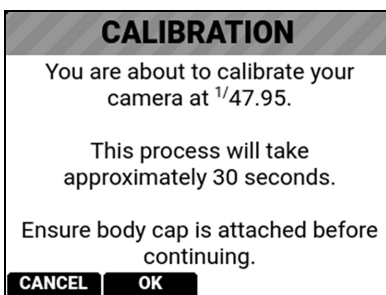 CALIBRATION
You are about to calibrate your
camera at ¹/47.95.
This process will take
approximately 30 seconds.
Ensure body cap is attached before
continuing.
CANCEL OK